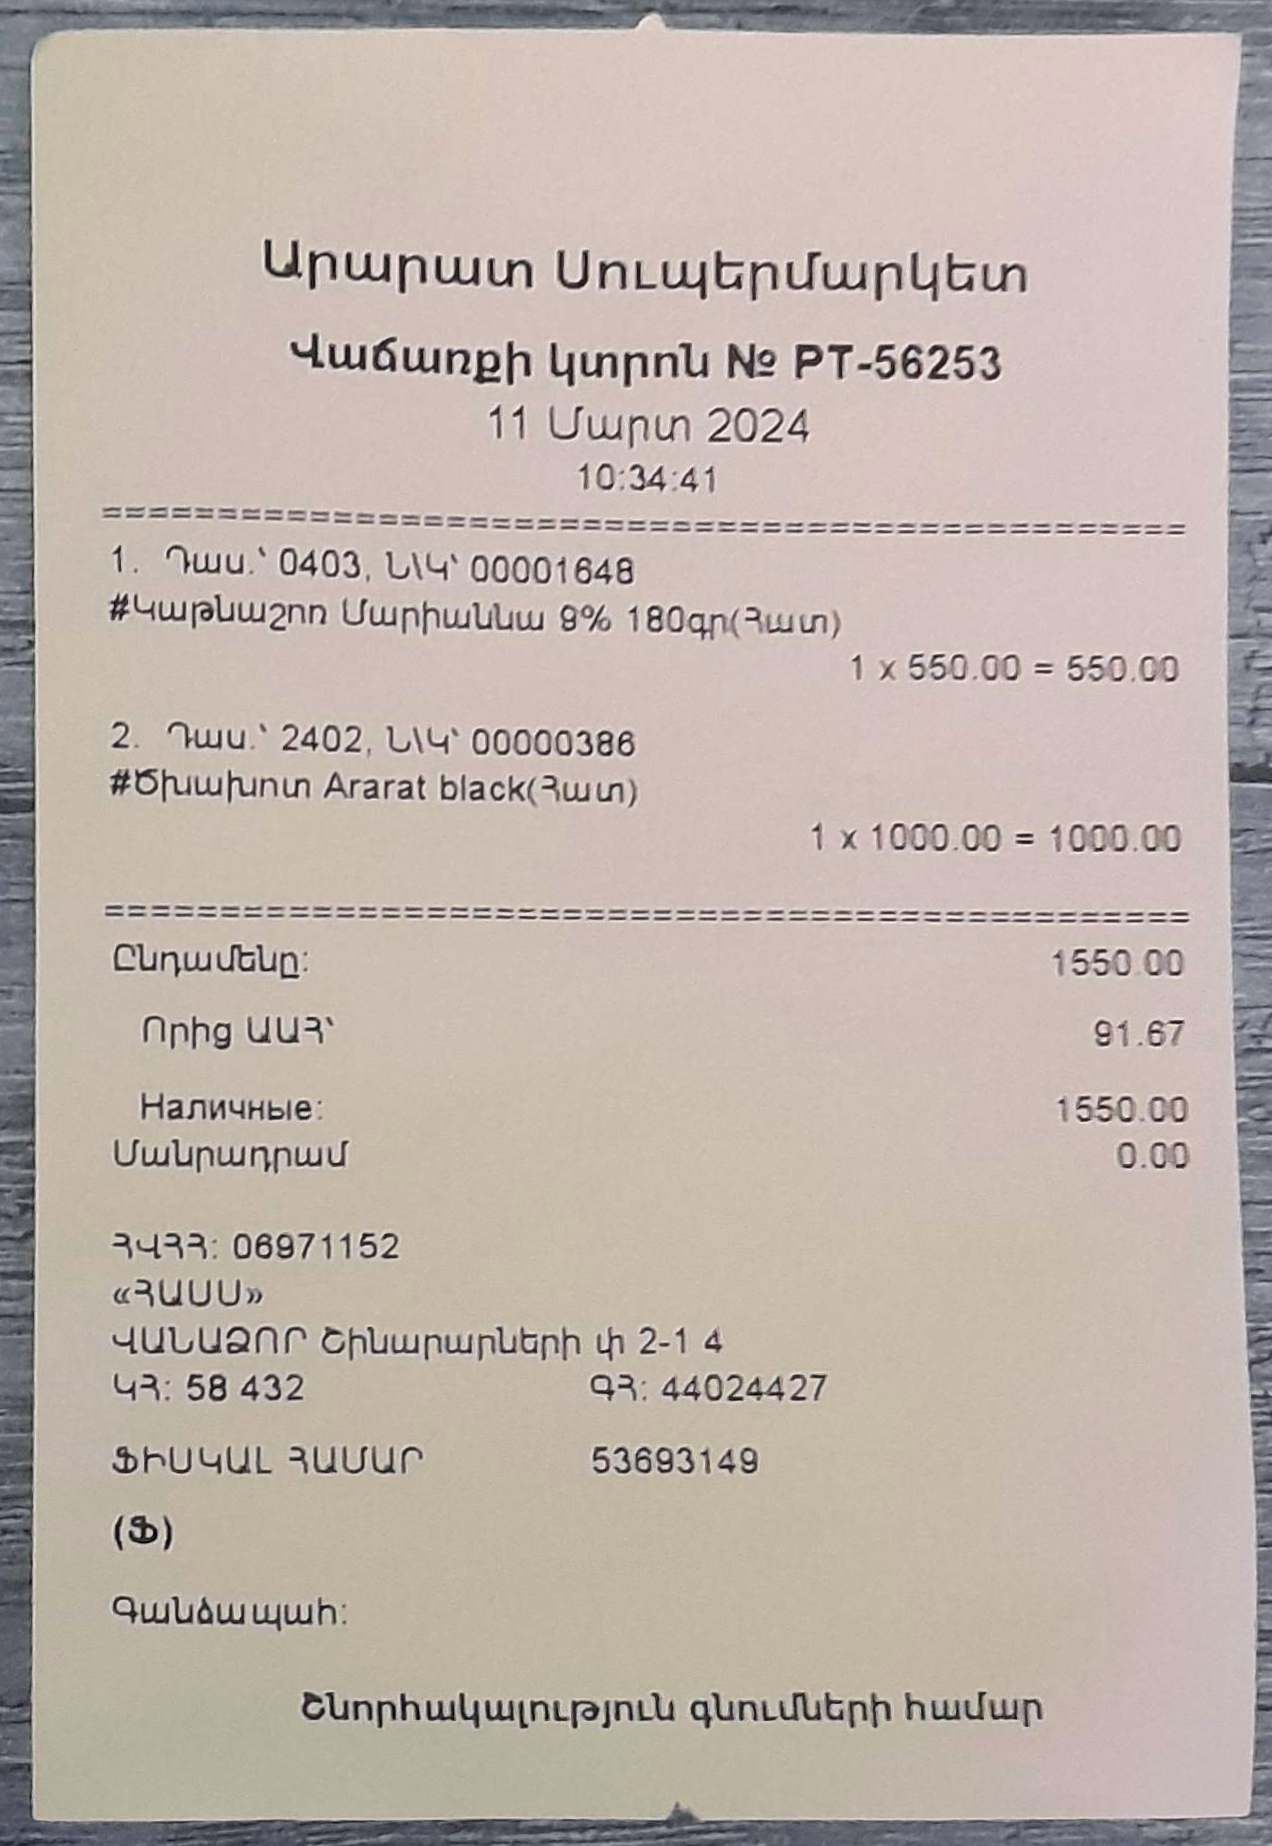 Արարատ Սուպերմարկետ
Վաճառքի կտրոն № PT-56253
11 Մարտ 2024
10:34:41
===============================================
1. Դաս.՝ 0403, Ն\Կ՝ 00001648
#Կաթնաշոռ Մարիաննա 9% 180գր(Հատ)
1 x 550.00 = 550.00
2. Դաս.՝ 2402, Ն\Կ՝ 00000386
#Ծխախոտ Ararat black(Հատ)
1 x 1000.00 = 1000.00
===============================================
Ընդամենը: 1550.00
Որից ԱԱՀ՝ 91.67
Наличные: 1550.00
Մանրադրամ 0.00
ՀՎՀՀ: 06971152
«ՀԱՍՍ»
ՎԱՆԱՁՈՐ Շինարարների փ 2-1 4
ԿՀ: 58 432 ԳՀ: 44024427
ՖԻՍԿԱԼ ՀԱՄԱՐ 53693149
(Ֆ)
Գանձապահ:
Շնորհակալություն գնումների համար